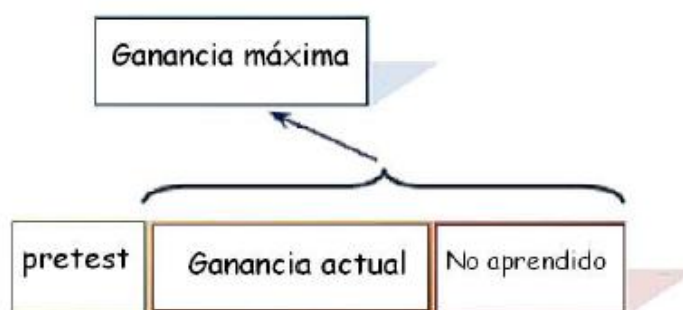 Ganancia máxima
pretest
Ganancia actual
No aprendido